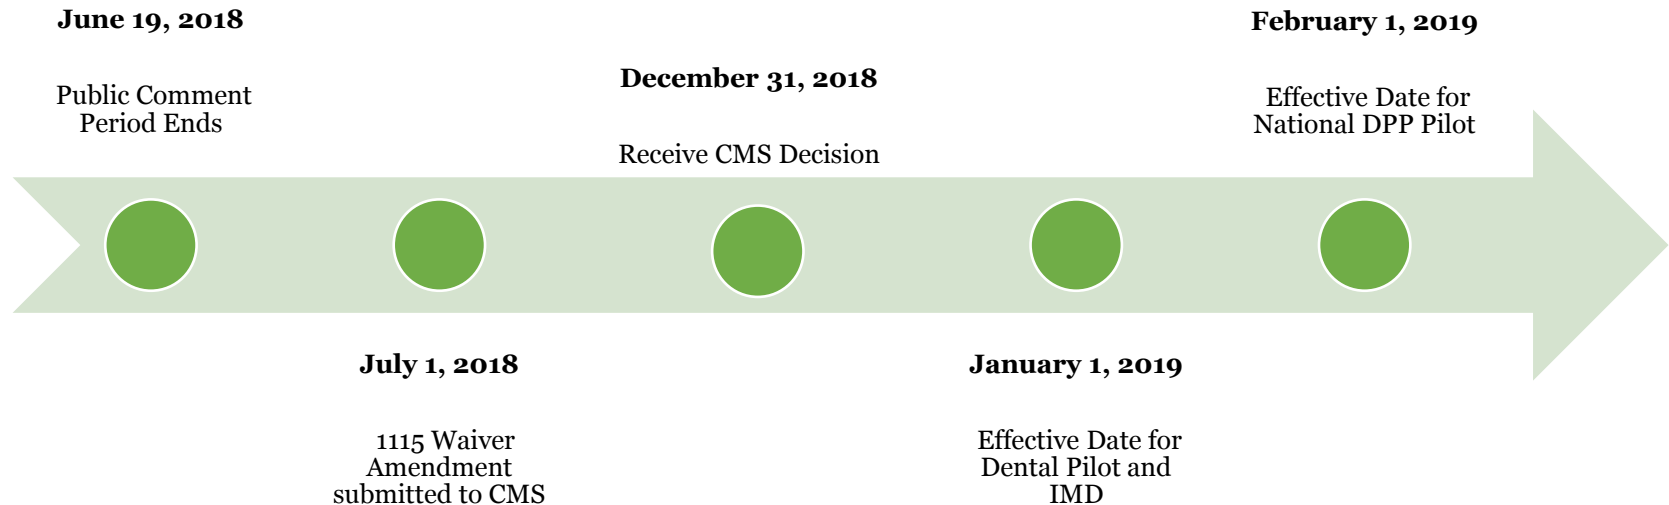 June 19, 2018
Public Comment
Period Ends
July 1, 2018
1115 Waiver
Amendment
submitted to CMS
December 31, 2018
Receive CMS Decision
January 1, 2019
Effective Date for
Dental Pilot and
IMD
February 1, 2019
Effective Date for
National DPP Pilot